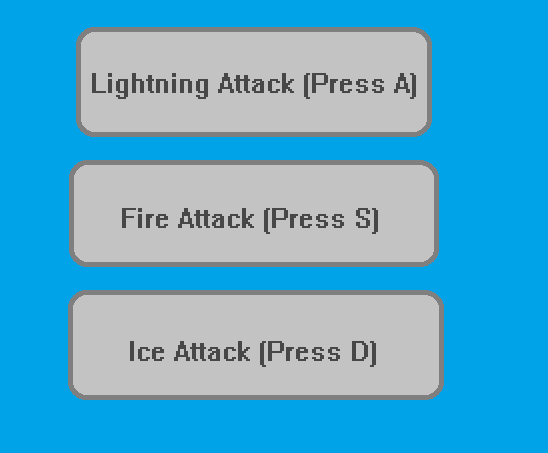 Lightning Attack (Press A)
Fire Attack (Press S)
Ice Attack (Press D)